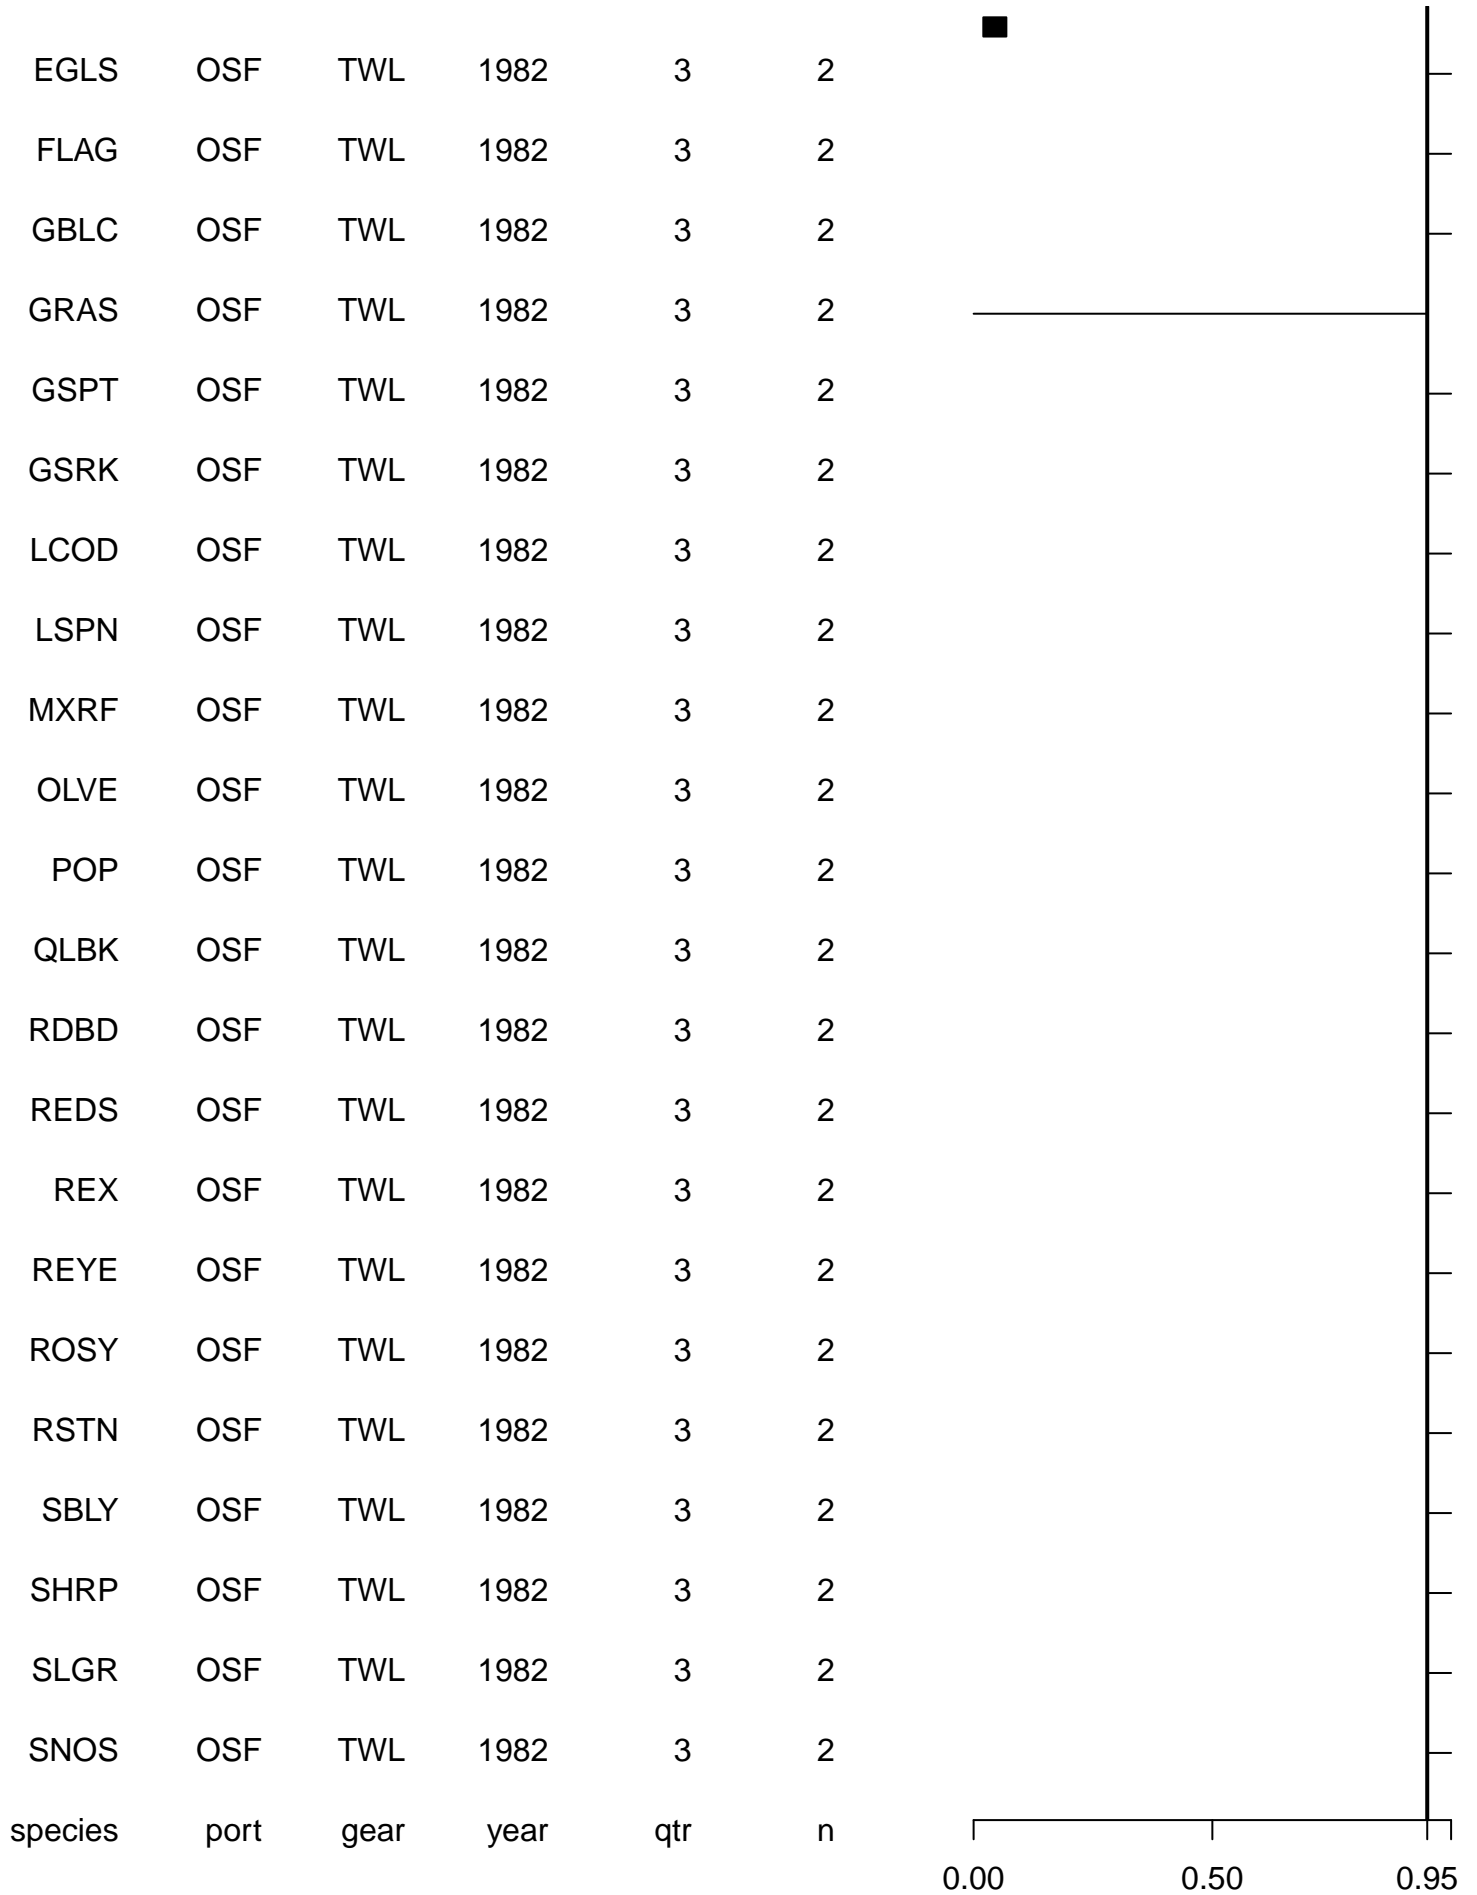 EGLS OSF TWL 1982 3 2
FLAG OSF TWL 1982 3 2
GBLC OSF TWL 1982 3 2
GRAS OSF TWL 1982 3 2
GSPT OSF TWL 1982 3 2
GSRK OSF TWL 1982 3 2
LCOD OSF TWL 1982 3 2
LSPN OSF TWL 1982 3 2
MXRF OSF TWL 1982 3 2
OLVE OSF TWL 1982 3 2
POP OSF TWL 1982 3 2
QLBK OSF TWL 1982 3 2
RDBD OSF TWL 1982 3 2
REDS OSF TWL 1982 3 2
REX OSF TWL 1982 3 2
REYE OSF TWL 1982 3 2
ROSY OSF TWL 1982 3 2
RSTN OSF TWL 1982 3 2
SBLY OSF TWL 1982 3 2
SHRP OSF TWL 1982 3 2
SLGR OSF TWL 1982 3 2
SNOS OSF TWL 1982 3 2
species port gear year qtr n
0.00 0.50 0.95